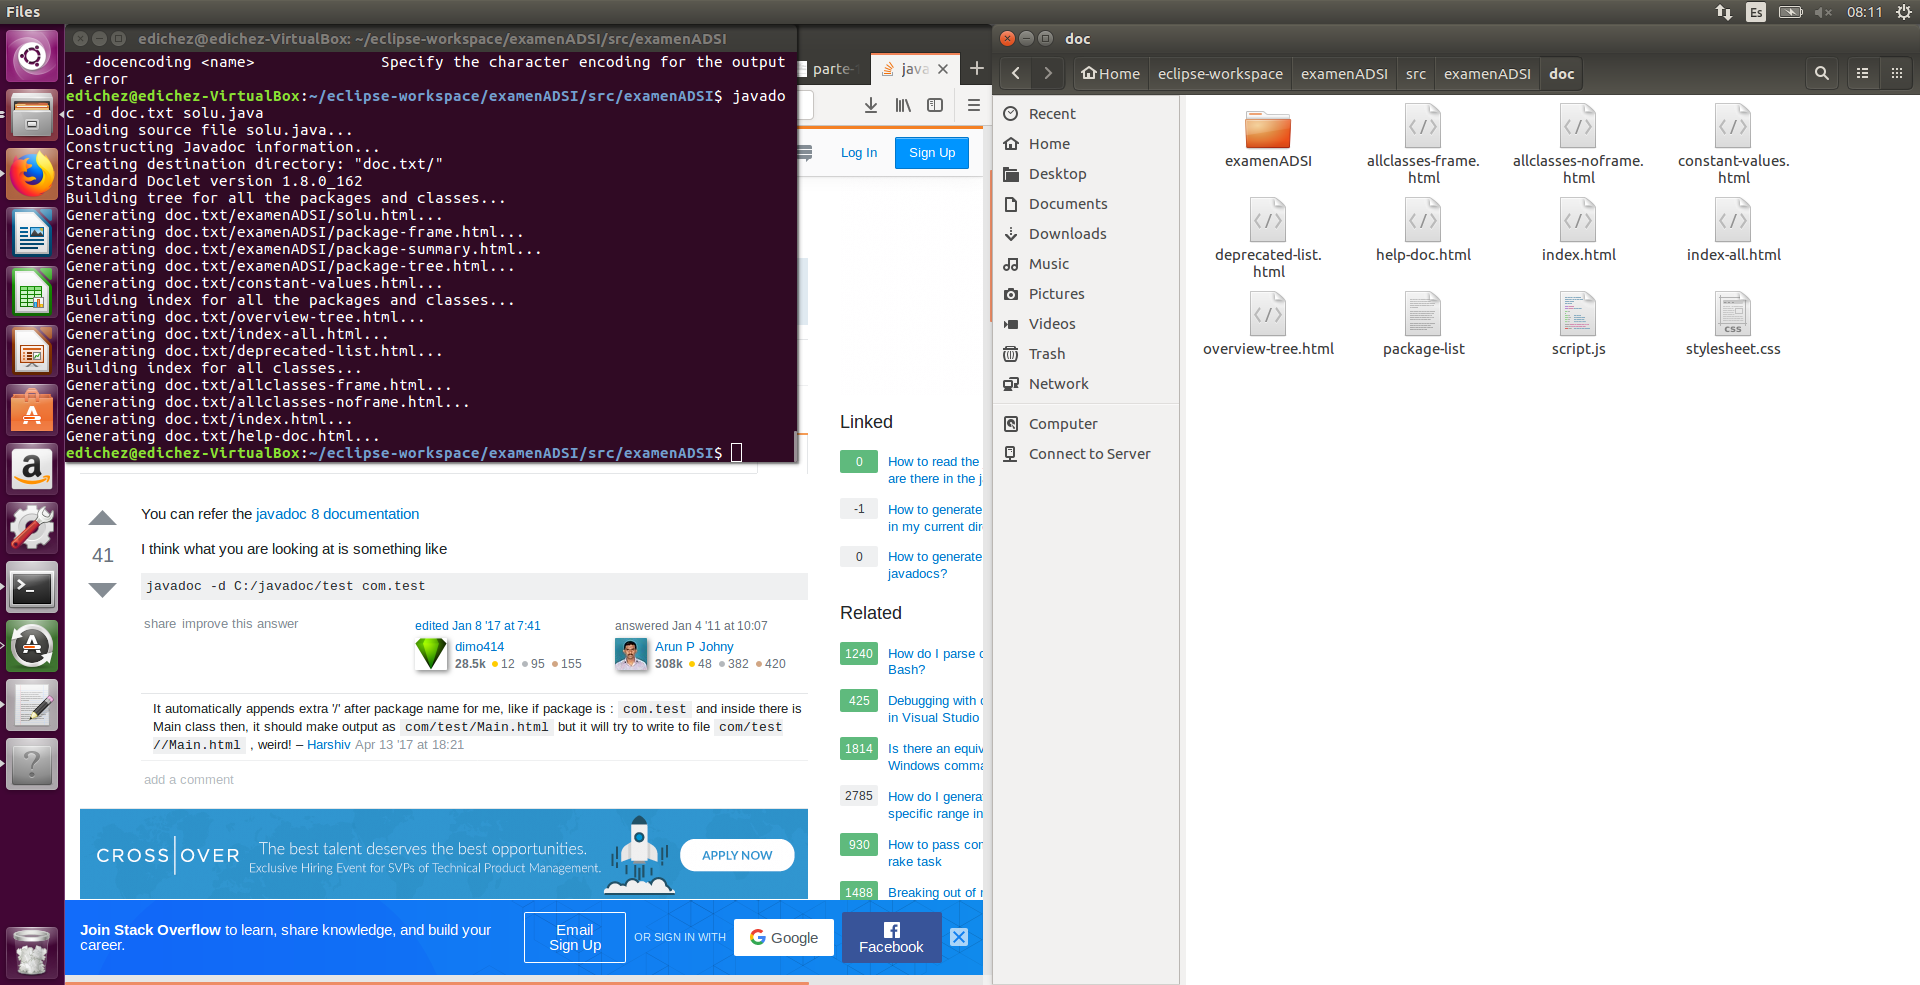 Files
Es
08:11
edichez@edichez-VirtualBox: ~/eclipse-workspace/examenADSI/src/examenADSI
-docencoding <name>              Specify the character encoding for the output
1 error
edichez@edichez-VirtualBox:~/eclipse-workspace/examenADSI/src/examenADSI$ javado
c -d doc.txt solu.java
Loading source file solu.java...
Constructing Javadoc information...
Creating destination directory: "doc.txt/"
Standard Doclet version 1.8.0_162
Building tree for all the packages and classes...
Generating doc.txt/examenADSI/solu.html...
Generating doc.txt/examenADSI/package-frame.html...
Generating doc.txt/examenADSI/package-summary.html...
Generating doc.txt/examenADSI/package-tree.html...
Generating doc.txt/constant-values.html...
Building index for all the packages and classes...
Generating doc.txt/overview-tree.html...
Generating doc.txt/index-all.html...
Generating doc.txt/deprecated-list.html...
Building index for all classes...
Generating doc.txt/allclasses-frame.html...
Generating doc.txt/allclasses-noframe.html...
Generating doc.txt/index.html...
Generating doc.txt/help-doc.html...
edichez@edichez-VirtualBox:~/eclipse-workspace/examenADSI/src/examenADSI$
parte-
java
Log In
Sign Up
You can refer the javadoc 8 documentation
41
I think what you are looking at is something like
javadoc -d C:/javadoc/test com.test
share improve this answer
edited Jan 8 '17 at 7:41
dimo414
28.5k 12 95 155
answered Jan 4 '11 at 10:07
Arun P Johny
308k 48 382 420
It automatically appends extra '/' after package name for me, like if package is : com.test and inside there is
Main class then, it should make output as com/test/Main.html but it will try to write to file com/test
//Main.html , weird! – Harshiv Apr 13 '17 at 18:21
add a comment
CROSSOVER
The best talent deserves the best opportunities.
Exclusive Hiring Event for SVPs of Technical Product Management.
APPLY NOW
Linked
0 How to read the
are there in the j
-1 How to generate
in my current di
0 How to generate
javadocs?
Related
1240 How do I parse
Bash?
425 Debugging with
in Visual Studio
1814 Is there an equiv
Windows comma
2785 How do I genera
specific range in
930 How to pass con
rake task
1488 Breaking out of
Join Stack Overflow to learn, share knowledge, and build your
career.
Email
Sign Up
OR SIGN IN WITH
Google
Facebook
doc
Home
eclipse-workspace
examenADSI
src
examenADSI
doc
Recent
Home
Desktop
Documents
Downloads
Music
Pictures
Videos
Trash
Network
Computer
Connect to Server
examenADSI
allclasses-frame.
html
allclasses-noframe.
html
constant-values.
html
deprecated-list.
html
help-doc.html
index.html
index-all.html
overview-tree.html
package-list
script.js
css
stylesheet.css